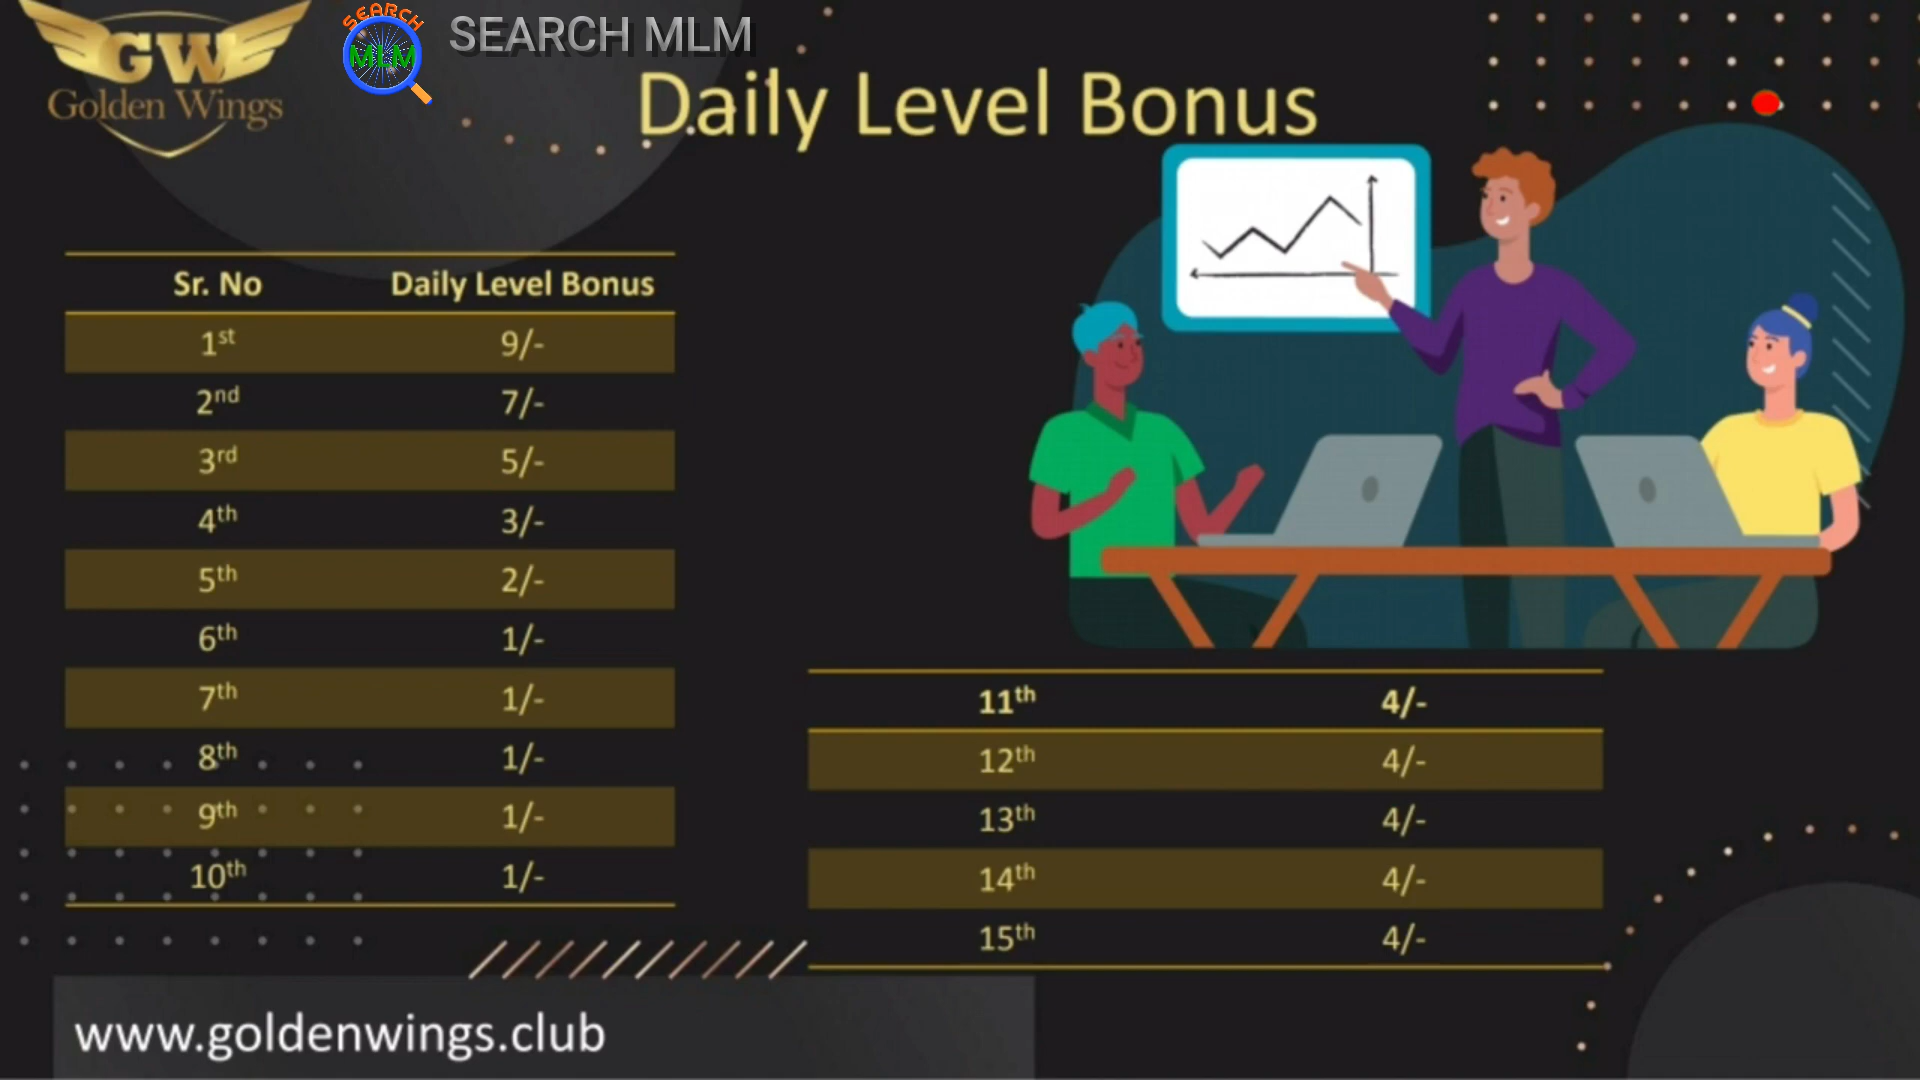 GW
Golden Wings
SEARCH
MLM
SEARCH MLM
Daily Level Bonus
Sr. No Daily Level Bonus
1st 9/-
2nd 7/-
3rd 5/-
4th 3/-
5th 2/-
6th 1/-
7th 1/-
8th 1/-
9th 1/-
10th 1/-
11th 4/-
12th 4/-
13th 4/-
14th 4/-
15th 4/-
www.goldenwings.club